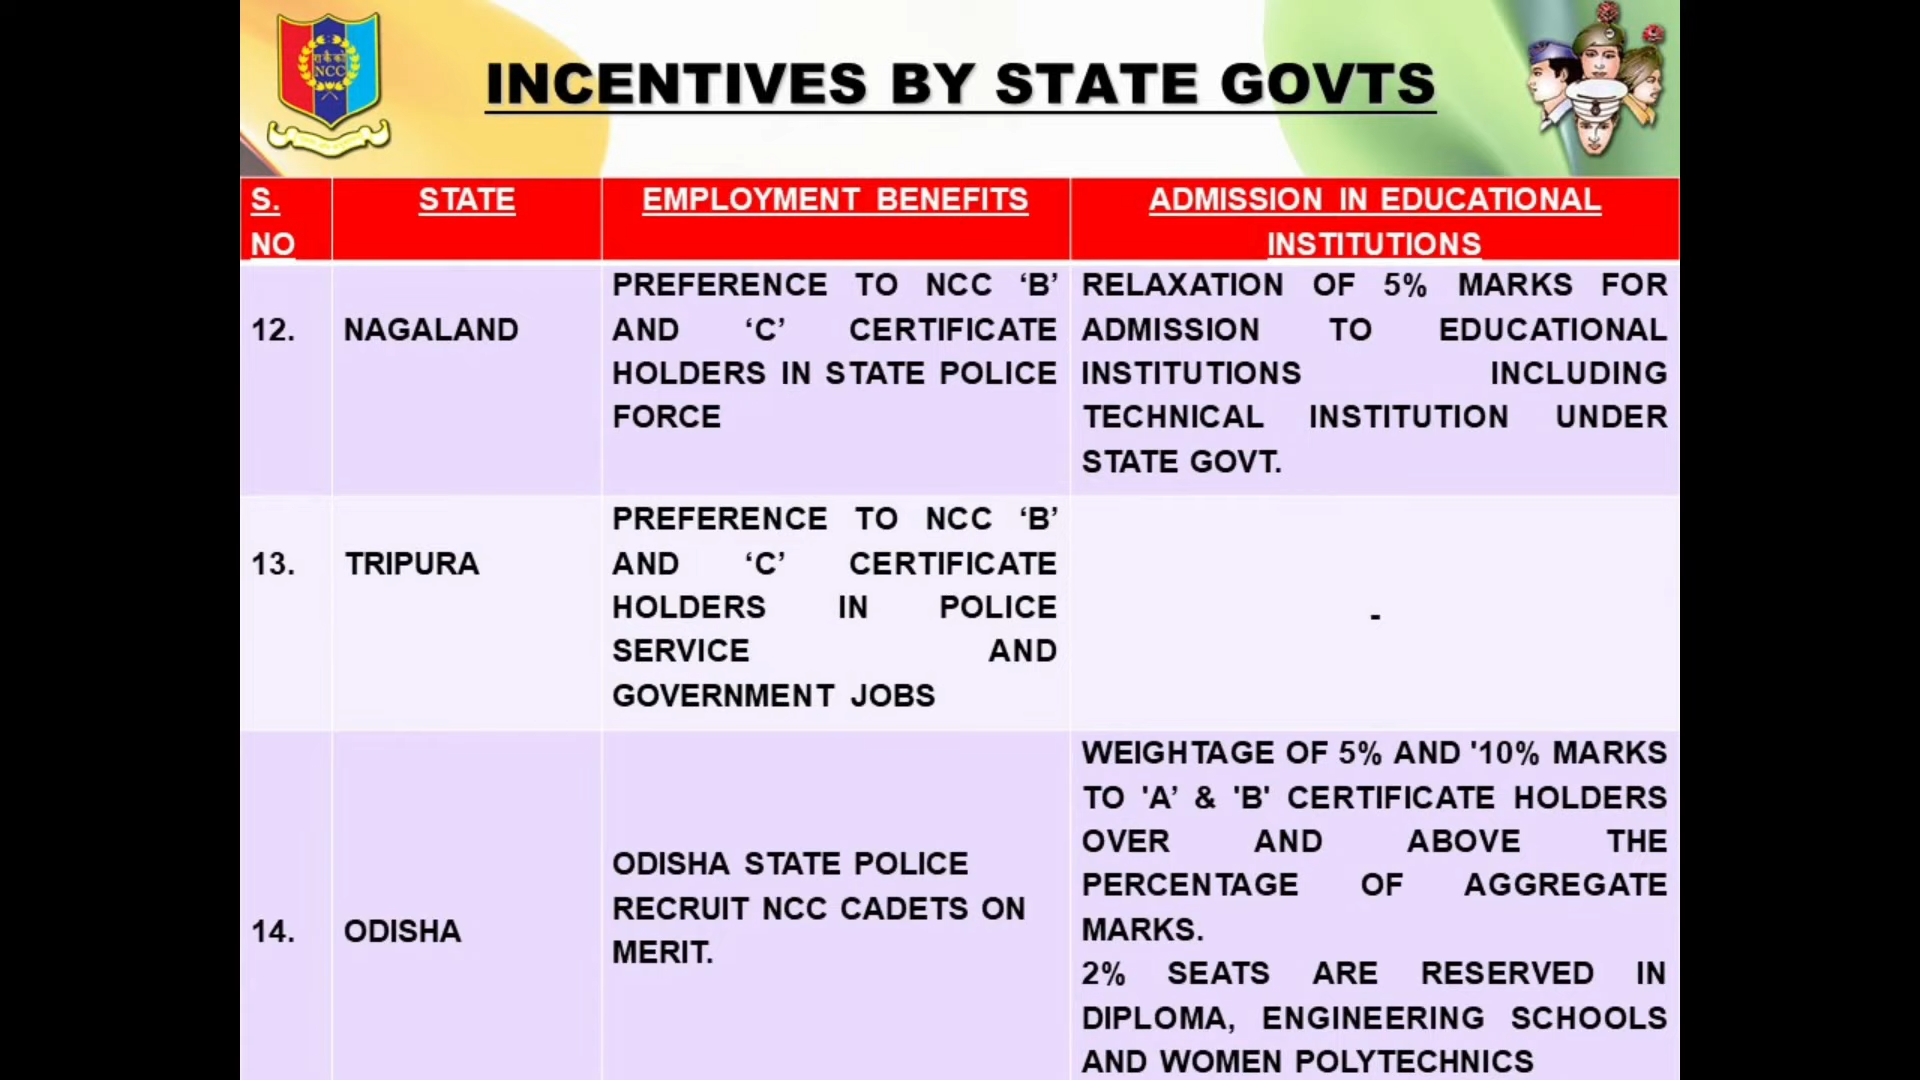 राकैको
NCC
INCENTIVES BY STATE GOVTS
S.
NO
STATE
EMPLOYMENT BENEFITS
ADMISSION IN EDUCATIONAL
INSTITUTIONS
12.
NAGALAND
PREFERENCE TO NCC ‘B’
AND ‘C’ CERTIFICATE
HOLDERS IN STATE POLICE
FORCE
RELAXATION OF 5% MARKS FOR
ADMISSION TO EDUCATIONAL
INSTITUTIONS INCLUDING
TECHNICAL INSTITUTION UNDER
STATE GOVT.
13.
TRIPURA
PREFERENCE TO NCC ‘B’
AND ‘C’ CERTIFICATE
HOLDERS IN POLICE
SERVICE AND
GOVERNMENT JOBS
-
14.
ODISHA
ODISHA STATE POLICE
RECRUIT NCC CADETS ON
MERIT.
WEIGHTAGE OF 5% AND '10% MARKS
TO 'A’ & 'B' CERTIFICATE HOLDERS
OVER AND ABOVE THE
PERCENTAGE OF AGGREGATE
MARKS.
2% SEATS ARE RESERVED IN
DIPLOMA, ENGINEERING SCHOOLS
AND WOMEN POLYTECHNICS